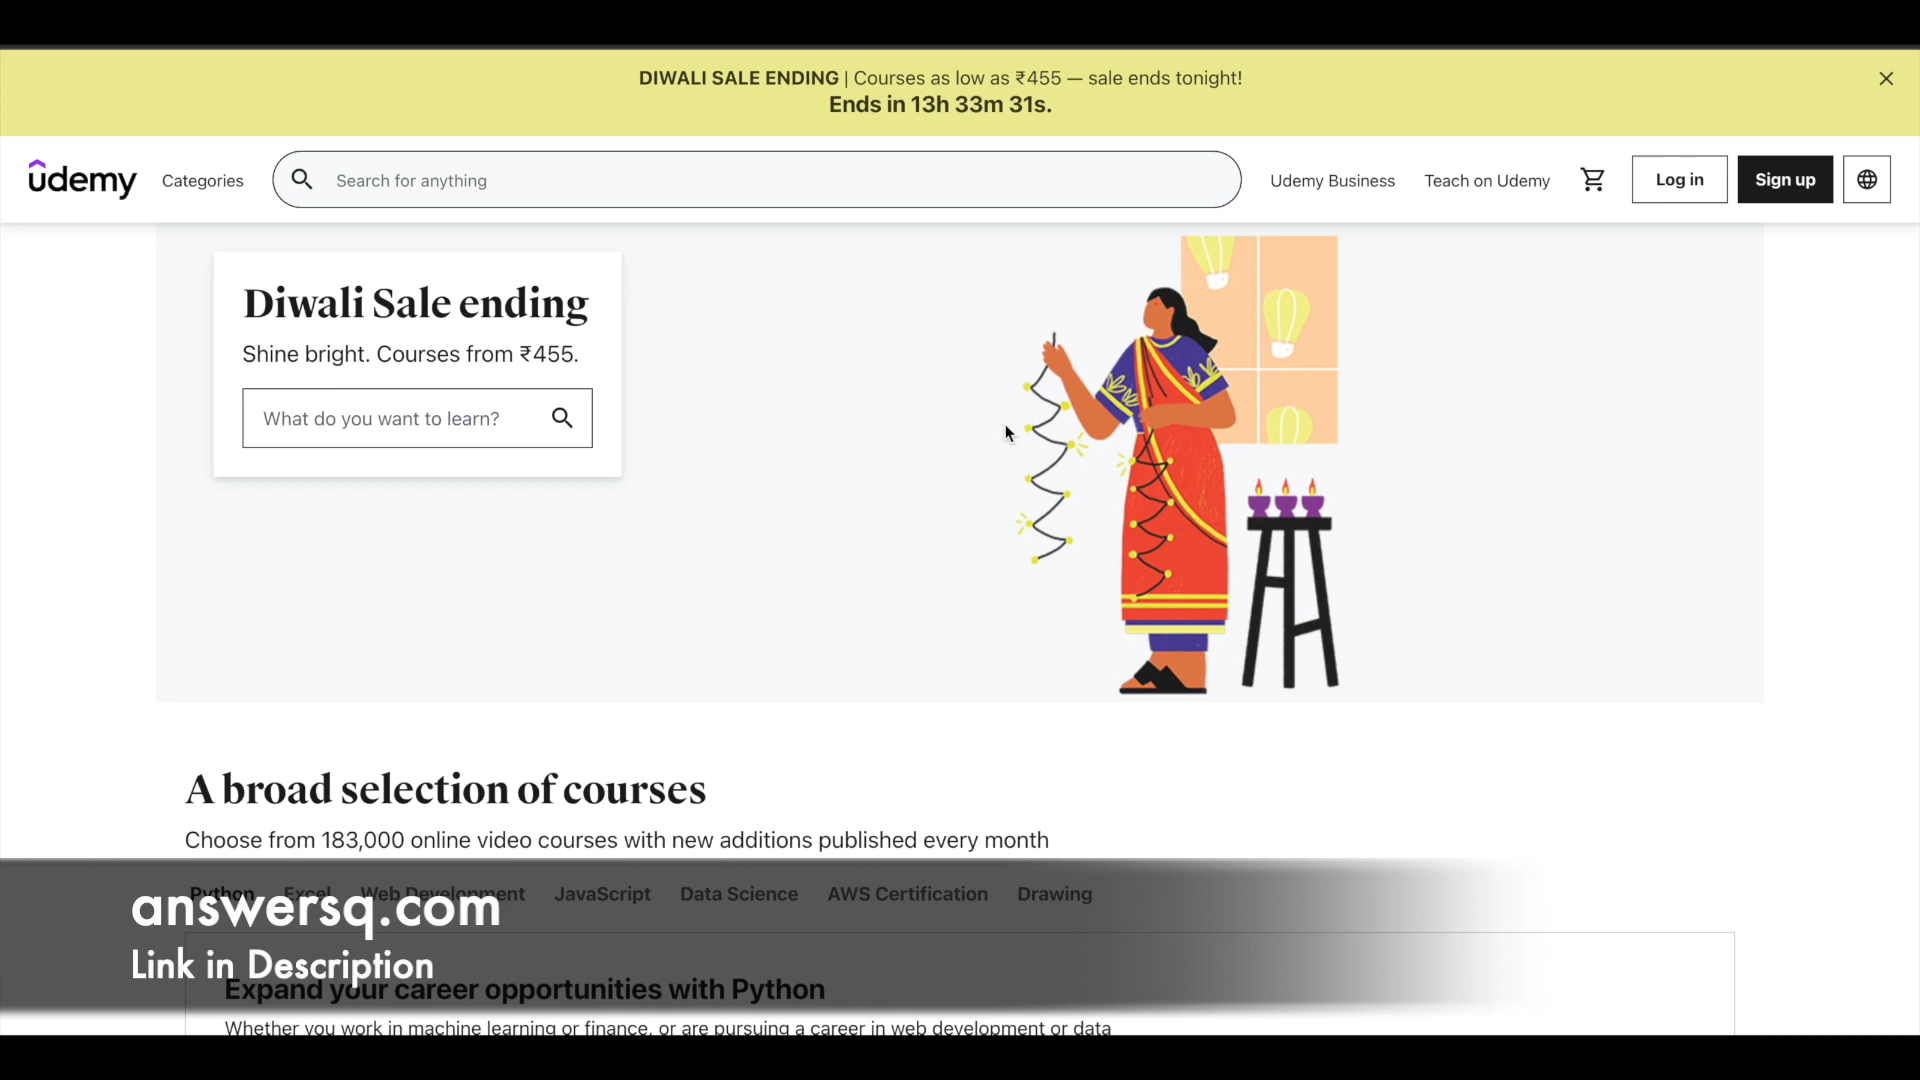 DIWALI SALE ENDING | Courses as low as ₹455 — sale ends tonight!
Ends in 13h 33m 31s.
udemy
Categories
Search for anything
Udemy Business
Teach on Udemy
Log in
Sign up
Diwali Sale ending
Shine bright. Courses from ₹455.
What do you want to learn?
A broad selection of courses
Choose from 183,000 online video courses with new additions published every month
Python Excel Web Development JavaScript Data Science AWS Certification Drawing
answersq.com
Link in Description
Expand your career opportunities with Python
Whether you work in machine learning or finance, or are pursuing a career in web development or data